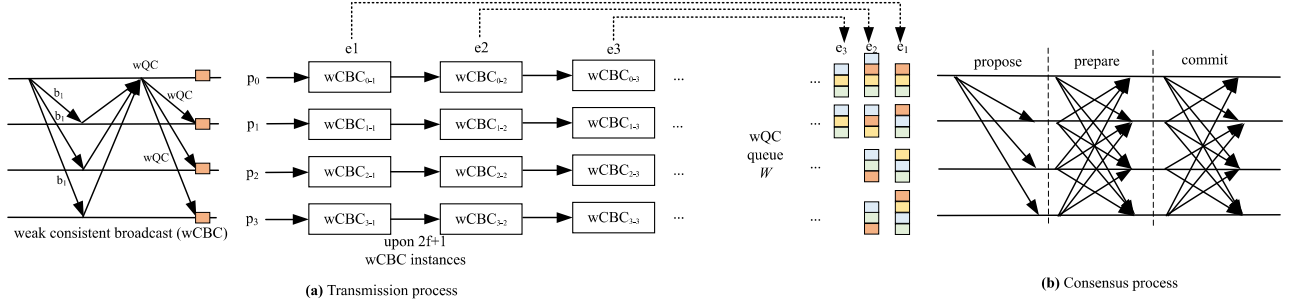 wQC
b₁
b₁
b₁
wQC
wQC
wQC
weak consistent broadcast (wCBC)
e1 e2 e3
p₀ wCBC₀₋₁ wCBC₀₋₂ wCBC₀₋₃ ...
p₁ wCBC₁₋₁ wCBC₁₋₂ wCBC₁₋₃ ...
p₂ wCBC₂₋₁ wCBC₂₋₂ wCBC₂₋₃ ...
p₃ wCBC₃₋₁ wCBC₃₋₂ wCBC₃₋₃ ...
upon 2f+1
wCBC instances
e₃ e₂ e₁
...
...
...
...
wQC
queue
W
(a) Transmission process
propose prepare commit
(b) Consensus process